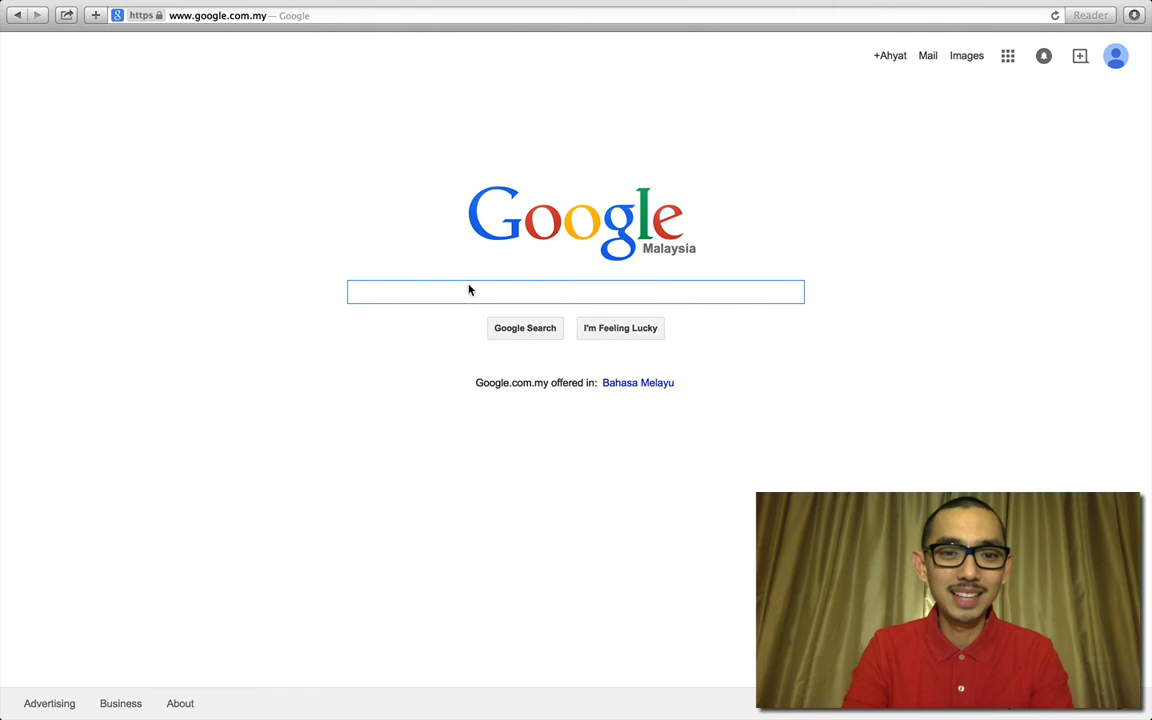 https www.google.com.my — Google Reader
+Ahyat Mail Images
Google
Malaysia
Google Search I'm Feeling Lucky
Google.com.my offered in: Bahasa Melayu
Advertising Business About